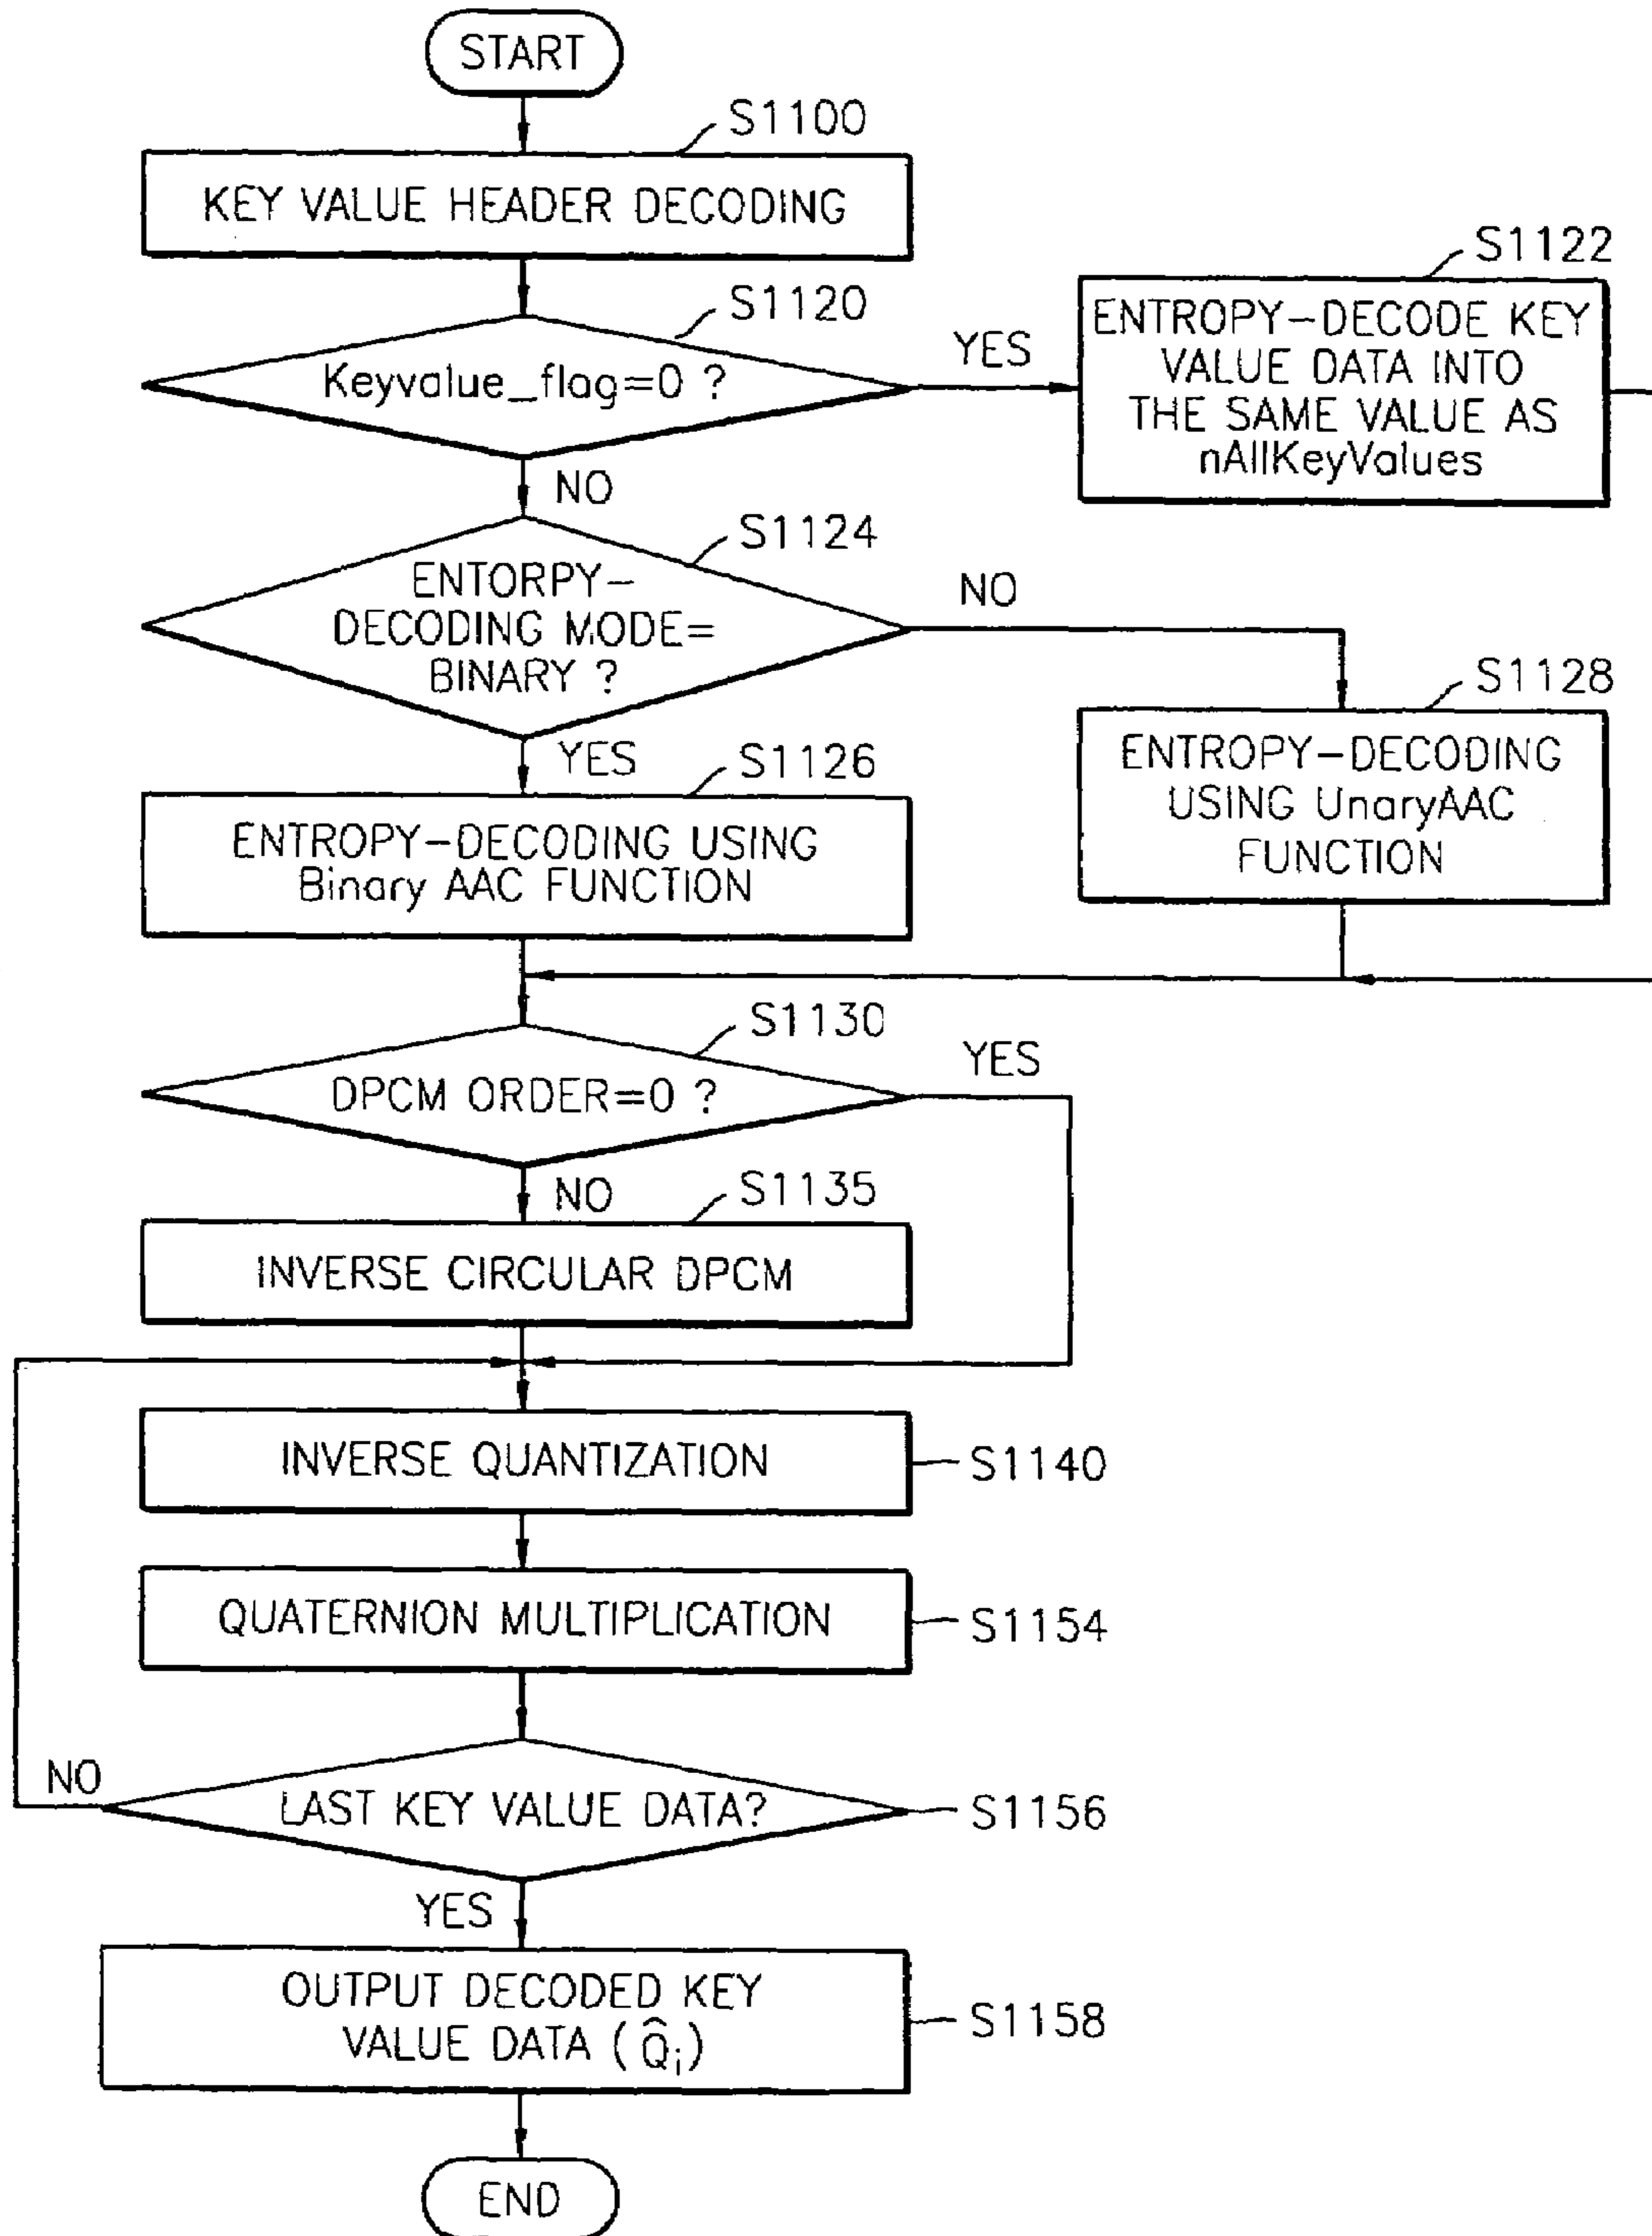 START
S1100
KEY VALUE HEADER DECODING
S1120
Keyvalue_flag=0 ?
YES
S1122
ENTROPY-DECODE KEY
VALUE DATA INTO
THE SAME VALUE AS
nAllKeyValues
NO
S1124
ENTORPY-
DECODING MODE=
BINARY ?
NO
S1128
ENTROPY-DECODING
USING UnaryAAC
FUNCTION
YES
S1126
ENTROPY-DECODING USING
Binary AAC FUNCTION
S1130
DPCM ORDER=0 ?
YES
NO
S1135
INVERSE CIRCULAR DPCM
INVERSE QUANTIZATION
S1140
QUATERNION MULTIPLICATION
S1154
NO
LAST KEY VALUE DATA?
S1156
YES
OUTPUT DECODED KEY
VALUE DATA (Q̂i)
S1158
END